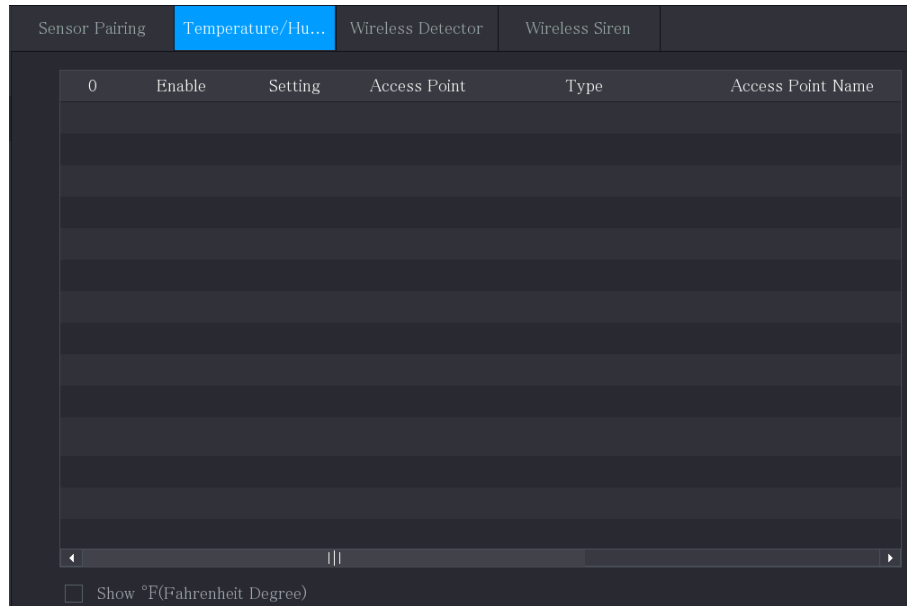 Sensor Pairing Temperature/Hu... Wireless Detector Wireless Siren
0 Enable Setting Access Point Type Access Point Name
Show °F(Fahrenheit Degree)